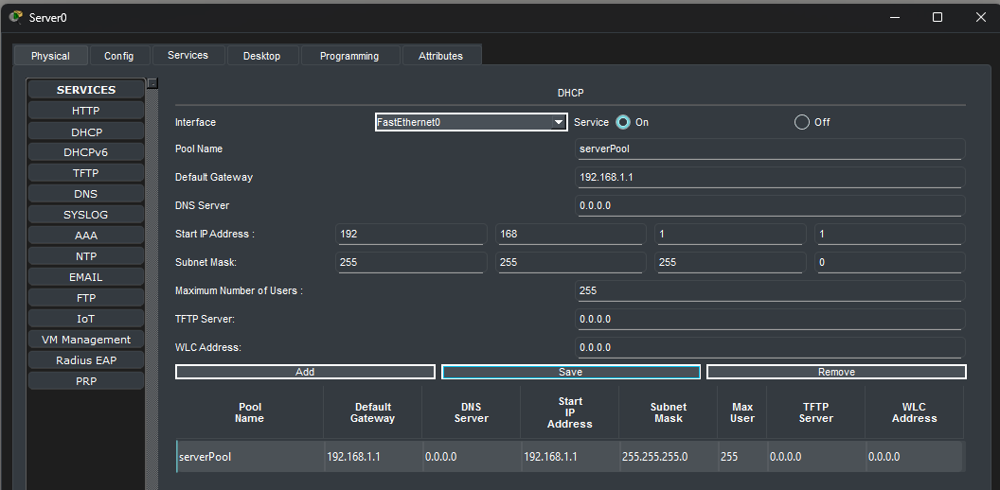 Server0
Physical Config Services Desktop Programming Attributes
SERVICES
HTTP
DHCP
DHCPv6
TFTP
DNS
SYSLOG
AAA
NTP
EMAIL
FTP
IoT
VM Management
Radius EAP
PRP
DHCP
Interface FastEthernet0 Service On Off
Pool Name serverPool
Default Gateway 192.168.1.1
DNS Server 0.0.0.0
Start IP Address : 192 168 1 1
Subnet Mask: 255 255 255 0
Maximum Number of Users : 255
TFTP Server: 0.0.0.0
WLC Address: 0.0.0.0
Add Save Remove
Pool Name Default Gateway DNS Server Start IP Address Subnet Mask Max User TFTP Server WLC Address
serverPool 192.168.1.1 0.0.0.0 192.168.1.1 255.255.255.0 255 0.0.0.0 0.0.0.0